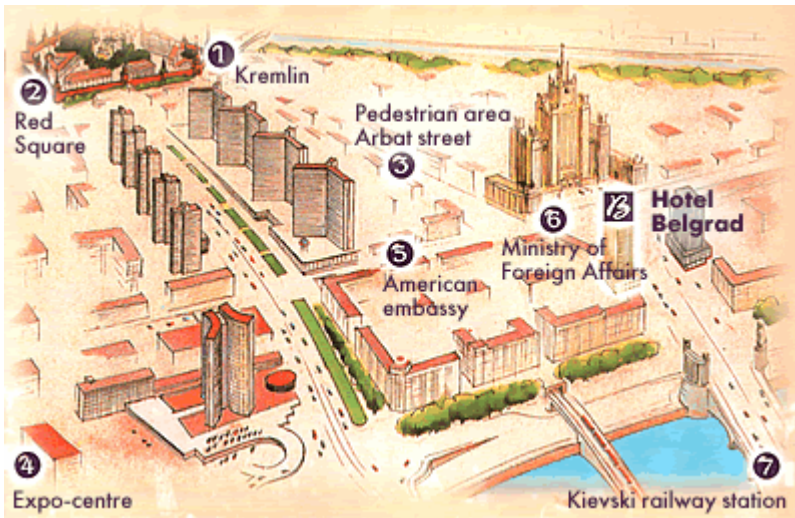 1
Kremlin
2
Red
Square
Pedestrian area
Arbat street
3
B Hotel
Belgrad
6
Ministry of
Foreign Affairs
5
American
embassy
4
Expo-centre
7
Kievski railway station